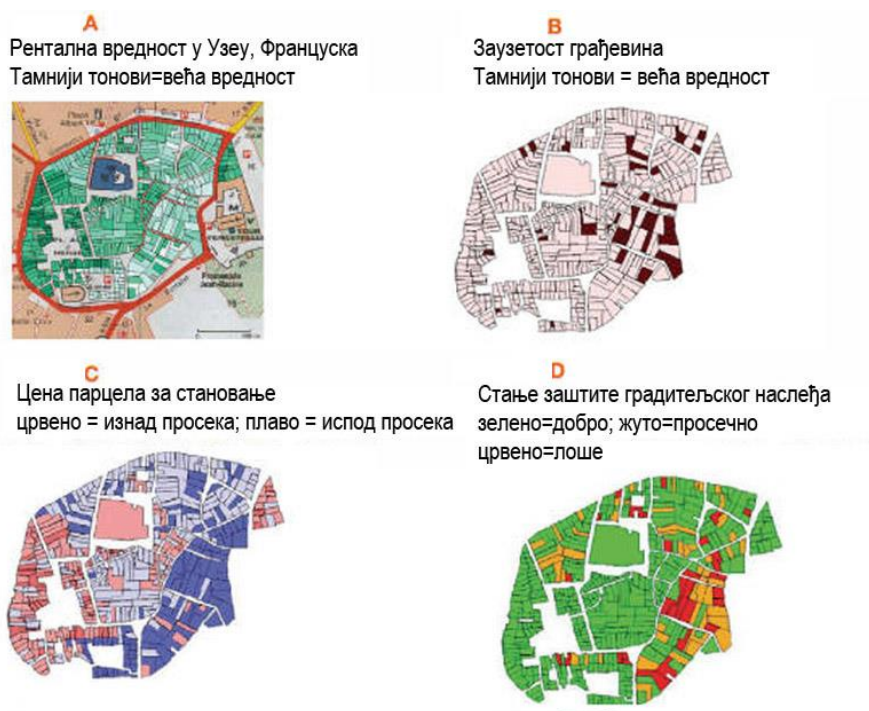 A
Рентална вредност у Узеу, Француска
Тамнији тонови=већа вредност
B
Заузетост грађевина
Тамнији тонови = већа вредност
C
Цена парцела за становање
црвено = изнад просека; плаво = испод просека
D
Стање заштите градитељског наслеђа
зелено=добро; жуто=просечно
црвено=лоше